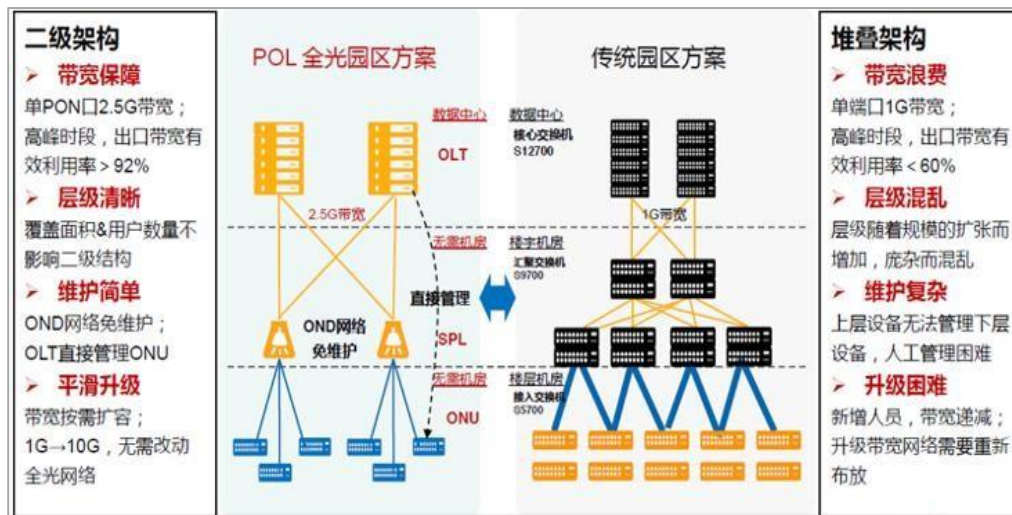 二级架构
➤ 带宽保障
单PON口2.5G带宽；
高峰时段，出口带宽有
效利用率＞92%
➤ 层级清晰
覆盖面积&用户数量不
影响二级结构
➤ 维护简单
OND网络免维护；
OLT直接管理ONU
➤ 平滑升级
带宽按需扩容；
1G→10G，无需改动
全光网络
POL 全光园区方案
数据中心
OLT
2.5G带宽
无需机房
直接管理
OND网络
免维护
SPL
无需机房
ONU
传统园区方案
数据中心
核心交换机
S12700
1G带宽
楼宇机房
汇聚交换机
S9700
楼层机房
接入交换机
S5700
堆叠架构
➤ 带宽浪费
单端口1G带宽；
高峰时段，出口带宽有
效利用率＜60%
➤ 层级混乱
层级随着规模的扩张而
增加，庞杂而混乱
➤ 维护复杂
上层设备无法管理下层
设备，人工管理困难
➤ 升级困难
新增人员，带宽递减；
升级带宽网络需要重新
布放